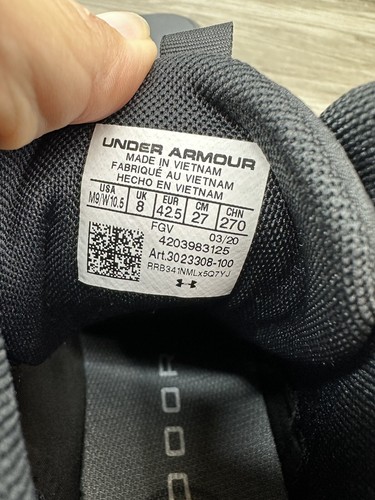 UNDER ARMOUR
MADE IN VIETNAM
FABRIQUÉ AU VIETNAM
HECHO EN VIETNAM
USA UK EUR CM CHN
M9/W10.5 8 42.5 27 270
FGV 03/20
4203983125
Art.3023308-100
RRB341NMLx5Q7YJ